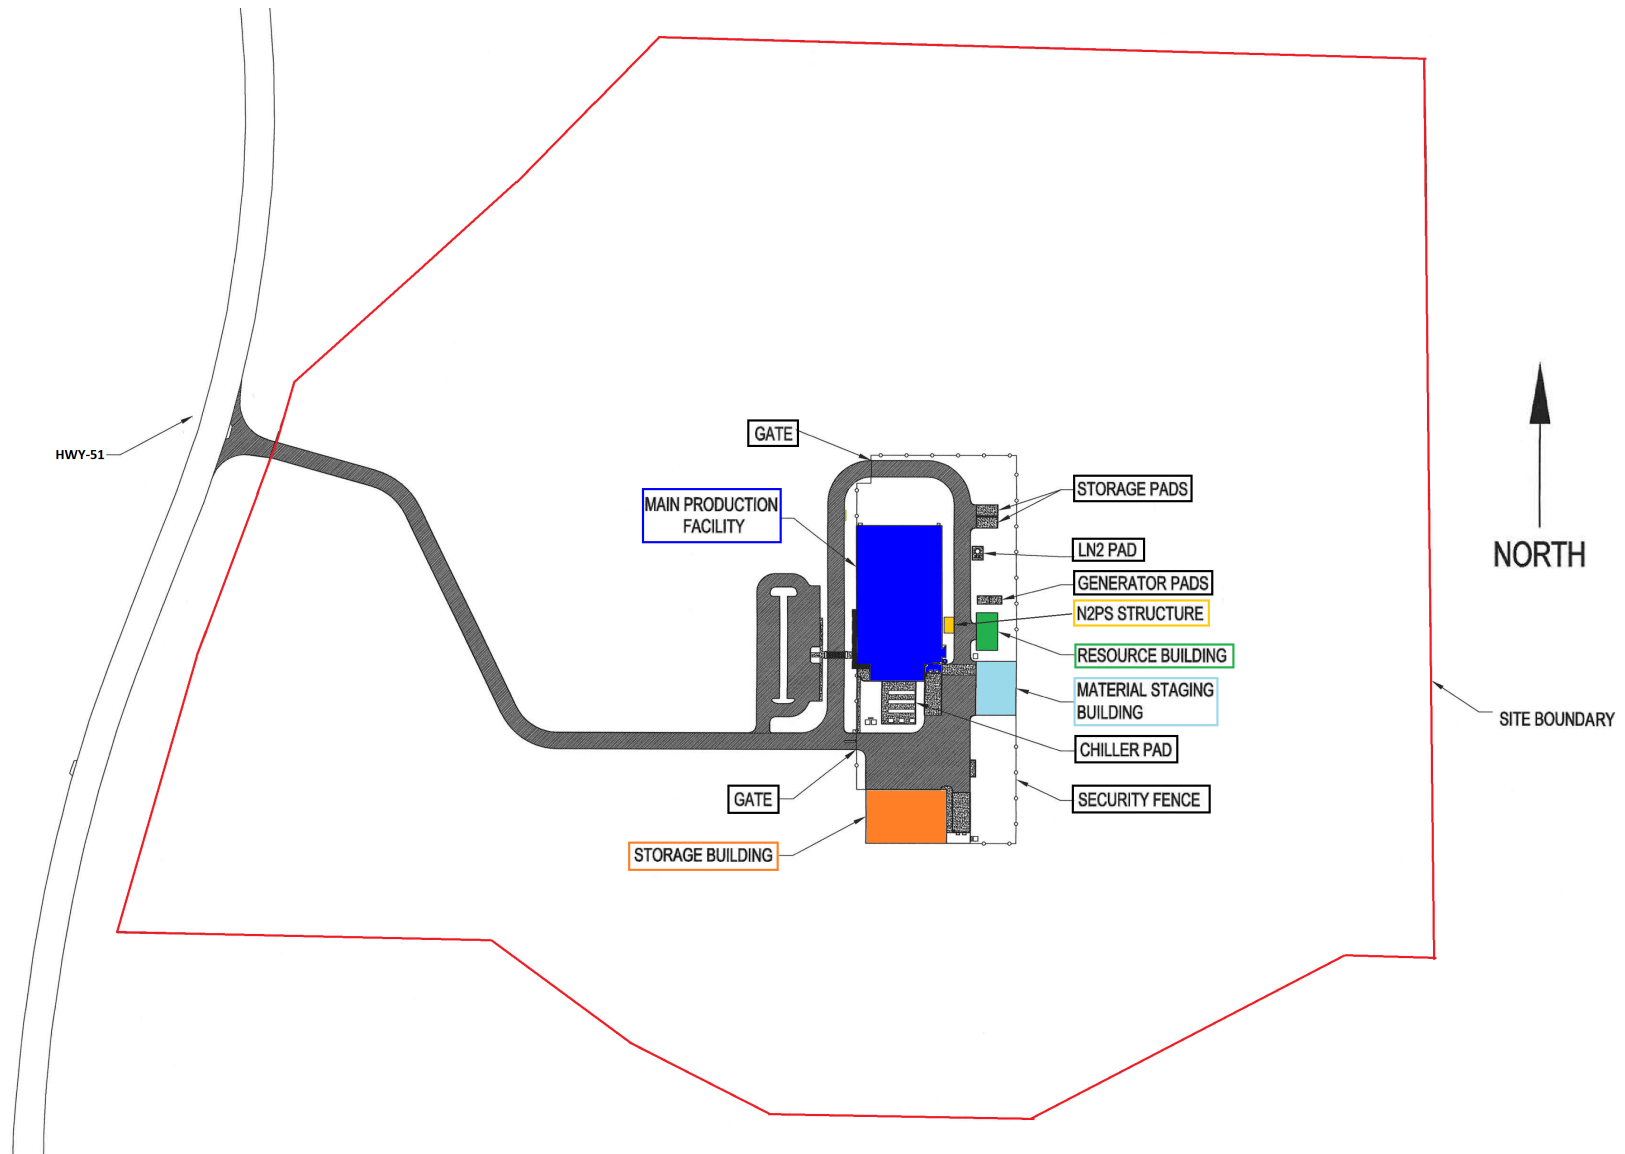 GATE
HWY-51
STORAGE PADS
MAIN PRODUCTION
FACILITY
LN2 PAD
NORTH
GENERATOR PADS
N2PS STRUCTURE
RESOURCE BUILDING
MATERIAL STAGING
BUILDING
SITE BOUNDARY
CHILLER PAD
GATE
SECURITY FENCE
STORAGE BUILDING